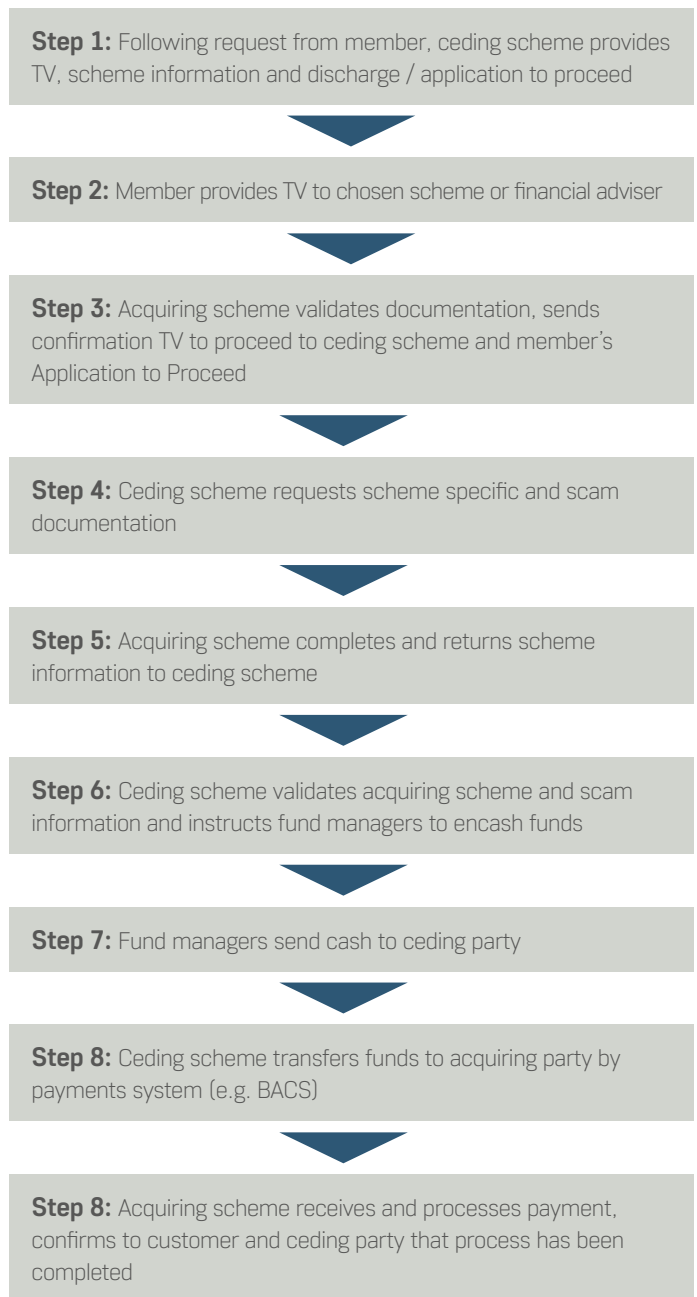 Step 1: Following request from member, ceding scheme provides
TV, scheme information and discharge / application to proceed
Step 2: Member provides TV to chosen scheme or financial adviser
Step 3: Acquiring scheme validates documentation, sends
confirmation TV to proceed to ceding scheme and member’s
Application to Proceed
Step 4: Ceding scheme requests scheme specific and scam
documentation
Step 5: Acquiring scheme completes and returns scheme
information to ceding scheme
Step 6: Ceding scheme validates acquiring scheme and scam
information and instructs fund managers to encash funds
Step 7: Fund managers send cash to ceding party
Step 8: Ceding scheme transfers funds to acquiring party by
payments system (e.g. BACS)
Step 8: Acquiring scheme receives and processes payment,
confirms to customer and ceding party that process has been
completed